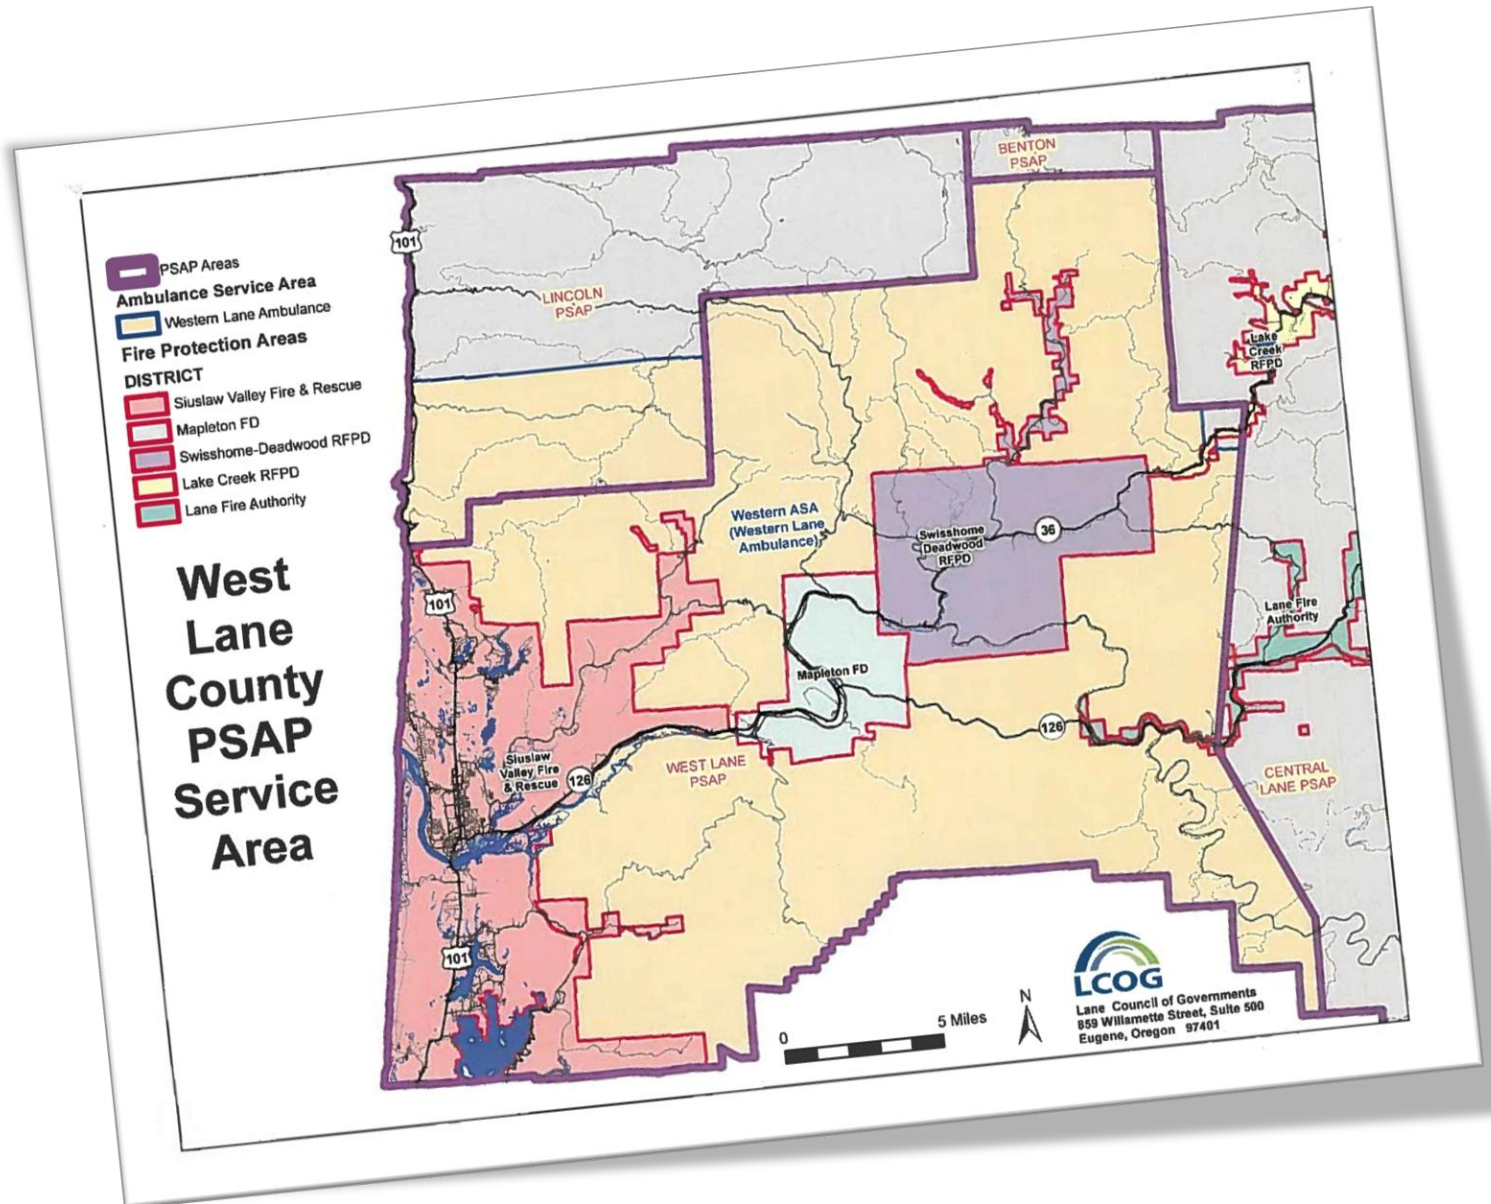 PSAP Areas
Ambulance Service Area
Western Lane Ambulance
Fire Protection Areas
DISTRICT
Siuslaw Valley Fire & Rescue
Mapleton FD
Swisshome-Deadwood RFPD
Lake Creek RFPD
Lane Fire Authority
West
Lane
County
PSAP
Service
Area
BENTON
PSAP
101
LINCOLN
PSAP
Lake
Creek
RFPD
Western ASA
(Western Lane
Ambulance)
Swisshome
Deadwood
RFPD
36
101
Lane Fire
Authority
Mapleton FD
126
Siuslaw
Valley Fire
& Rescue
126
WEST LANE
PSAP
CENTRAL
LANE PSAP
101
0
5 Miles
N
LCOG
Lane Council of Governments
859 Willamette Street, Suite 500
Eugene, Oregon 97401